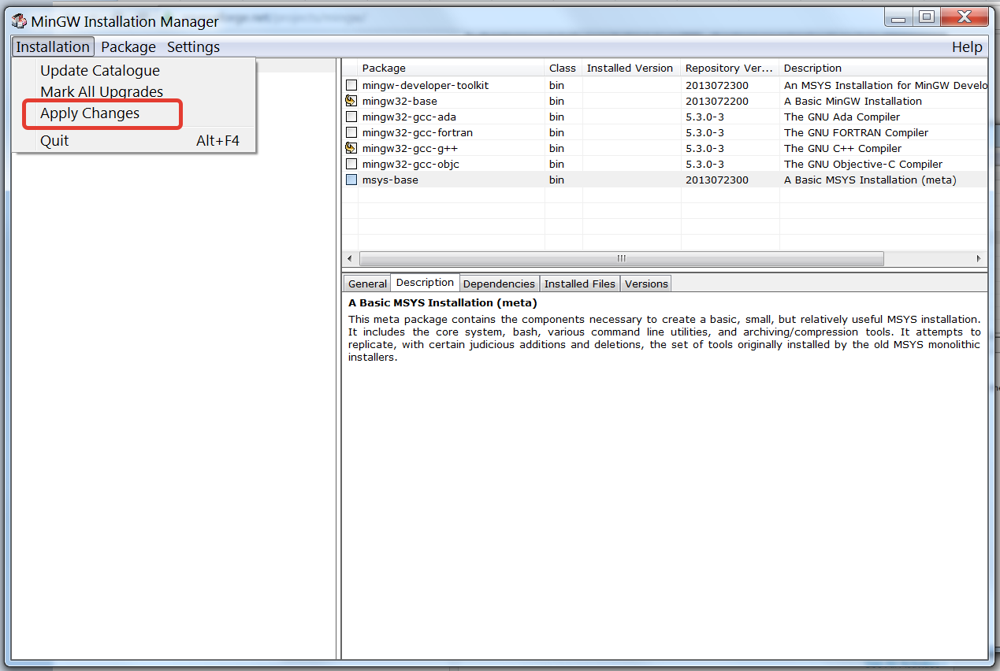 MinGW Installation Manager
Installation Package Settings Help
Update Catalogue
Mark All Upgrades
Apply Changes
Quit Alt+F4
Package Class Installed Version Repository Ver... Description
mingw-developer-toolkit bin 2013072300 An MSYS Installation for MinGW Develo
mingw32-base bin 2013072200 A Basic MinGW Installation
mingw32-gcc-ada bin 5.3.0-3 The GNU Ada Compiler
mingw32-gcc-fortran bin 5.3.0-3 The GNU FORTRAN Compiler
mingw32-gcc-g++ bin 5.3.0-3 The GNU C++ Compiler
mingw32-gcc-objc bin 5.3.0-3 The GNU Objective-C Compiler
msys-base bin 2013072300 A Basic MSYS Installation (meta)
General Description Dependencies Installed Files Versions
A Basic MSYS Installation (meta)
This meta package contains the components necessary to create a basic, small, but relatively useful MSYS installation.
It includes the core system, bash, various command line utilities, and archiving/compression tools. It attempts to
replicate, with certain judicious additions and deletions, the set of tools originally installed by the old MSYS monolithic
installers.